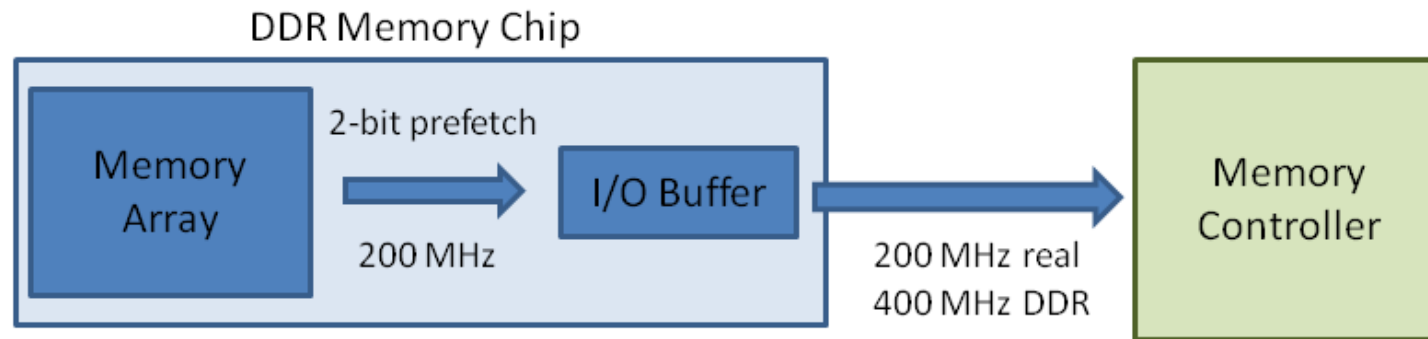 DDR Memory Chip
Memory
Array
2-bit prefetch
200 MHz
I/O Buffer
200 MHz real
400 MHz DDR
Memory
Controller